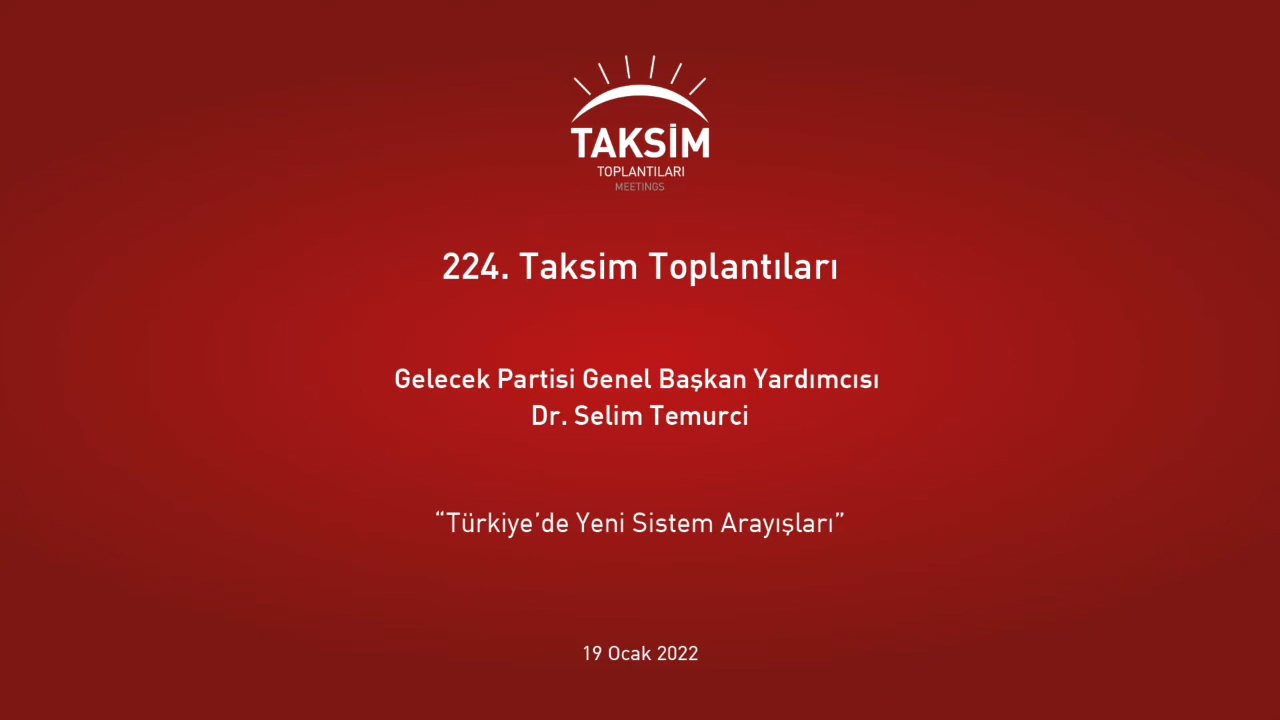 TAKSİM
TOPLANTILARI
MEETINGS
224. Taksim Toplantıları
Gelecek Partisi Genel Başkan Yardımcısı
Dr. Selim Temurci
“Türkiye’de Yeni Sistem Arayışları”
19 Ocak 2022